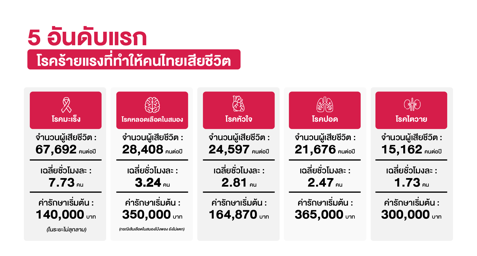 5 อันดับแรก
โรคร้ายแรงที่ทำให้คนไทยเสียชีวิต
โรคมะเร็ง
จำนวนผู้เสียชีวิต :
67,692 คนต่อปี
เฉลี่ยชั่วโมงละ :
7.73 คน
ค่ารักษาเริ่มต้น :
140,000 บาท
(ในระยะไม่ลุกลาม)
โรคหลอดเลือดในสมอง
จำนวนผู้เสียชีวิต :
28,408 คนต่อปี
เฉลี่ยชั่วโมงละ :
3.24 คน
ค่ารักษาเริ่มต้น :
350,000 บาท
โรคหัวใจ
จำนวนผู้เสียชีวิต :
24,597 คนต่อปี
เฉลี่ยชั่วโมงละ :
2.81 คน
ค่ารักษาเริ่มต้น :
164,870 บาท
โรคปอด
จำนวนผู้เสียชีวิต :
21,676 คนต่อปี
เฉลี่ยชั่วโมงละ :
2.47 คน
ค่ารักษาเริ่มต้น :
365,000 บาท
โรคไตวาย
จำนวนผู้เสียชีวิต :
15,162 คนต่อปี
เฉลี่ยชั่วโมงละ :
1.73 คน
ค่ารักษาเริ่มต้น :
300,000 บาท